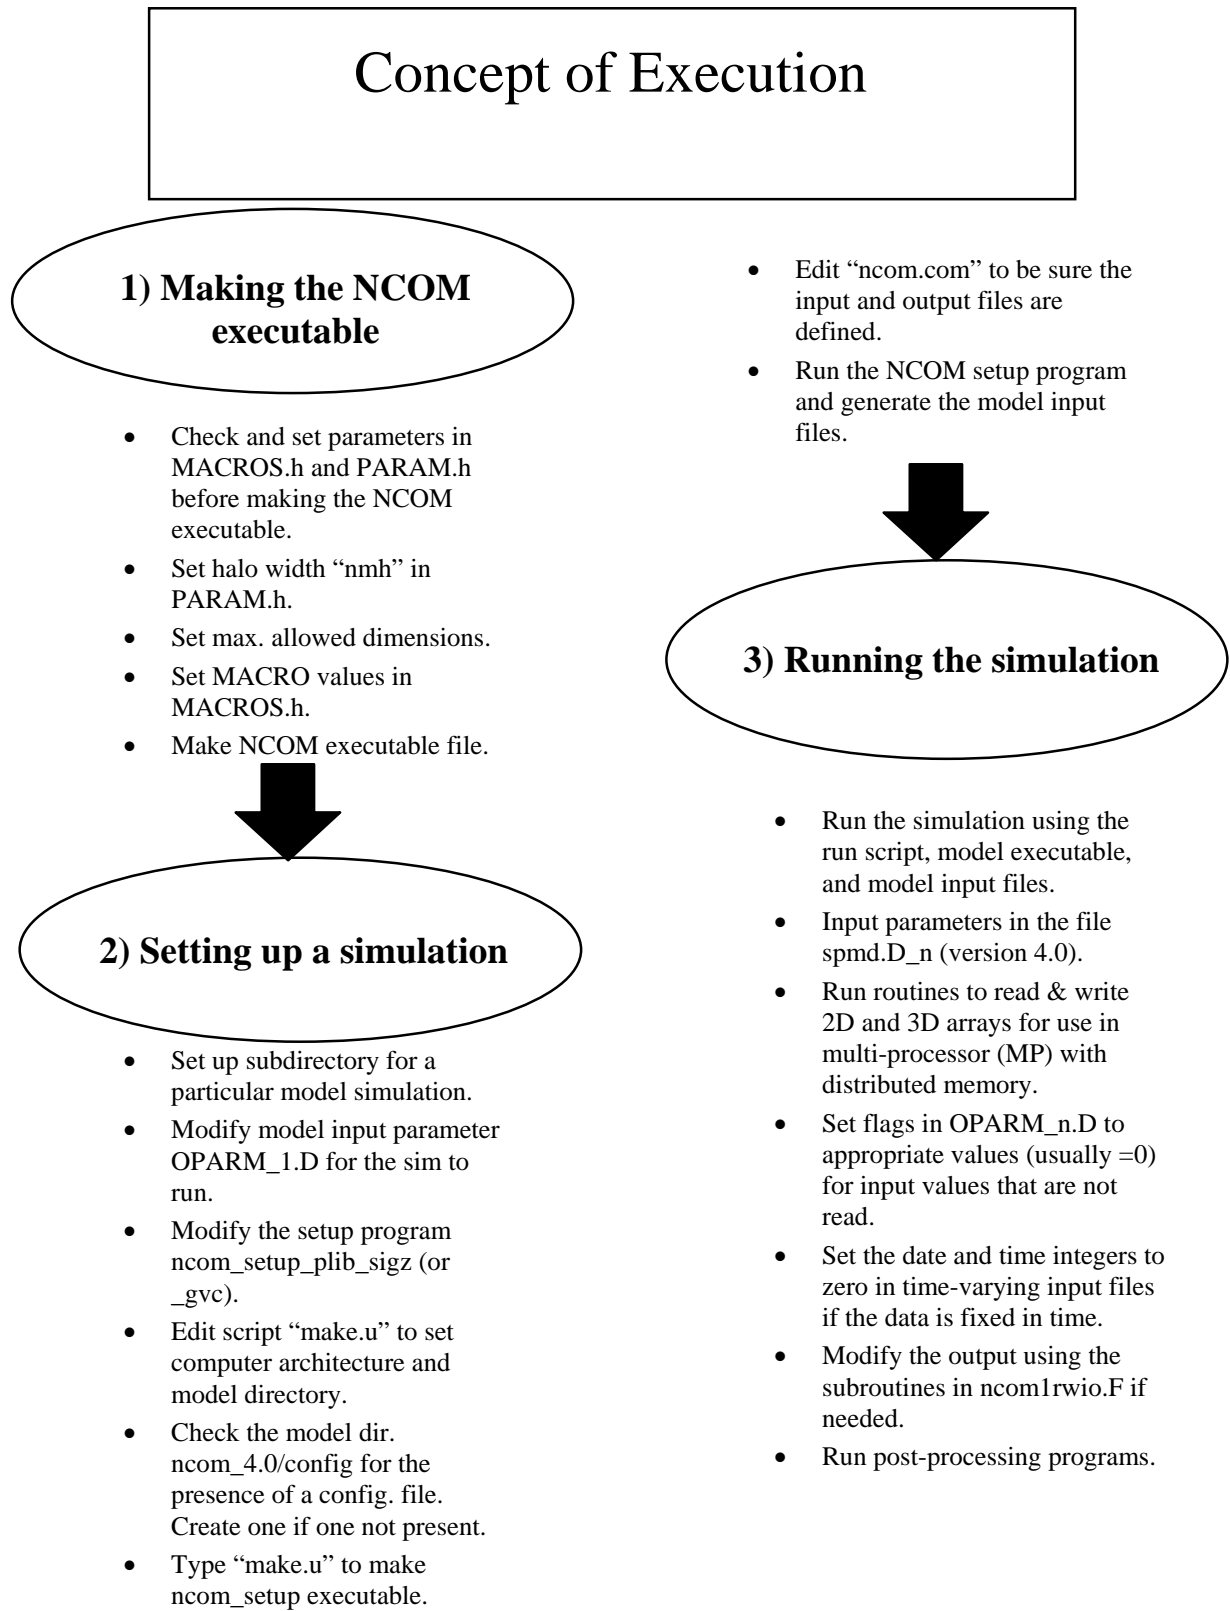 Concept of Execution
1) Making the NCOM
executable
• Check and set parameters in
MACROS.h and PARAM.h
before making the NCOM
executable.
• Set halo width “nmh” in
PARAM.h.
• Set max. allowed dimensions.
• Set MACRO values in
MACROS.h.
• Make NCOM executable file.
2) Setting up a simulation
• Set up subdirectory for a
particular model simulation.
• Modify model input parameter
OPARM_1.D for the sim to
run.
• Modify the setup program
ncom_setup_plib_sigz (or
_gvc).
• Edit script “make.u” to set
computer architecture and
model directory.
• Check the model dir.
ncom_4.0/config for the
presence of a config. file.
Create one if one not present.
• Type “make.u” to make
ncom_setup executable.
• Edit “ncom.com” to be sure the
input and output files are
defined.
• Run the NCOM setup program
and generate the model input
files.
3) Running the simulation
• Run the simulation using the
run script, model executable,
and model input files.
• Input parameters in the file
spmd.D_n (version 4.0).
• Run routines to read & write
2D and 3D arrays for use in
multi-processor (MP) with
distributed memory.
• Set flags in OPARM_n.D to
appropriate values (usually =0)
for input values that are not
read.
• Set the date and time integers to
zero in time-varying input files
if the data is fixed in time.
• Modify the output using the
subroutines in ncom1rwio.F if
needed.
• Run post-processing programs.